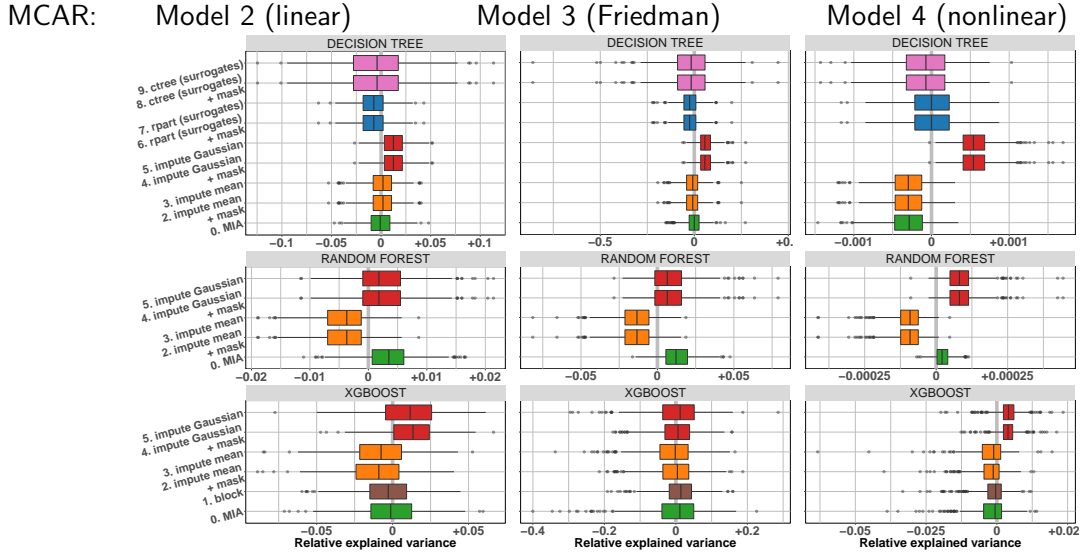 MCAR: Model 2 (linear) Model 3 (Friedman) Model 4 (nonlinear)
DECISION TREE DECISION TREE DECISION TREE
9. ctree (surrogates)
8. ctree (surrogates)
+ mask
7. rpart (surrogates)
6. rpart (surrogates)
+ mask
5. impute Gaussian
4. impute Gaussian
+ mask
3. impute mean
2. impute mean
+ mask
0. MIA
−0.1 −0.05 0 +0.05 +0.1 −0.5 0 +0. −0.001 0 +0.001
RANDOM FOREST RANDOM FOREST RANDOM FOREST
5. impute Gaussian
4. impute Gaussian
+ mask
3. impute mean
2. impute mean
+ mask
0. MIA
−0.02 −0.01 0 +0.01 +0.02 −0.05 0 +0.05 −0.00025 0 +0.00025
XGBOOST XGBOOST XGBOOST
5. impute Gaussian
4. impute Gaussian
+ mask
3. impute mean
2. impute mean
+ mask
1. block
0. MIA
−0.05 0 +0.05 −0.4 −0.2 0 +0.2 −0.05 −0.025 0 +0.02
Relative explained variance Relative explained variance Relative explained variance